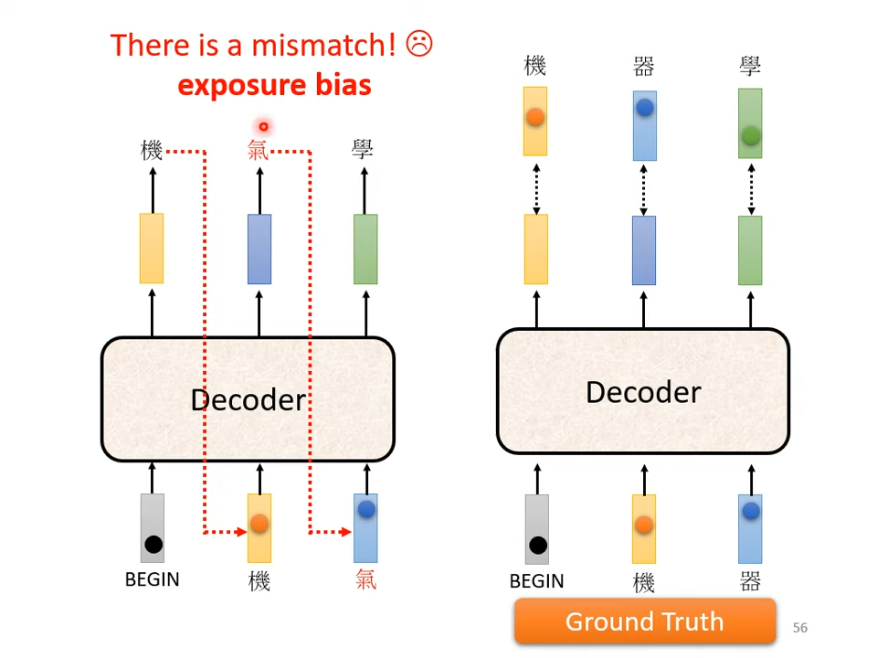 There is a mismatch! ☹
exposure bias
機 氣 學
Decoder
BEGIN 機 氣
機 器 學
Decoder
BEGIN 機 器
Ground Truth
56